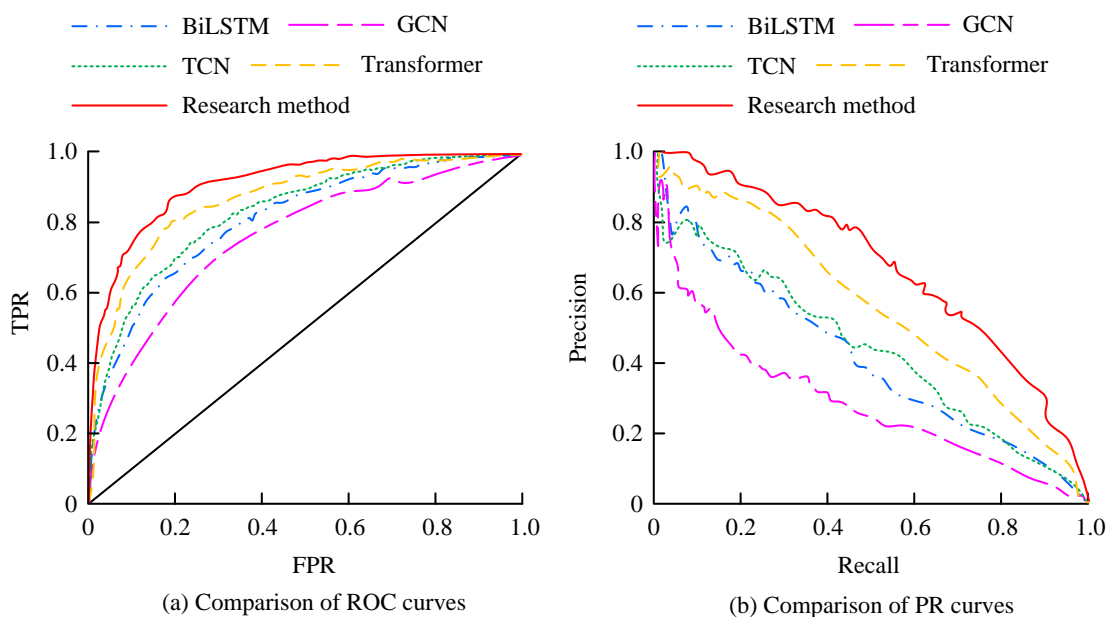 BiLSTM GCN
TCN Transformer
Research method
1.0
0.8
0.6
0.4
0.2
0
TPR
0 0.2 0.4 0.6 0.8 1.0
FPR
(a) Comparison of ROC curves
BiLSTM GCN
TCN Transformer
Research method
1.0
0.8
0.6
0.4
0.2
0
Precision
0 0.2 0.4 0.6 0.8 1.0
Recall
(b) Comparison of PR curves